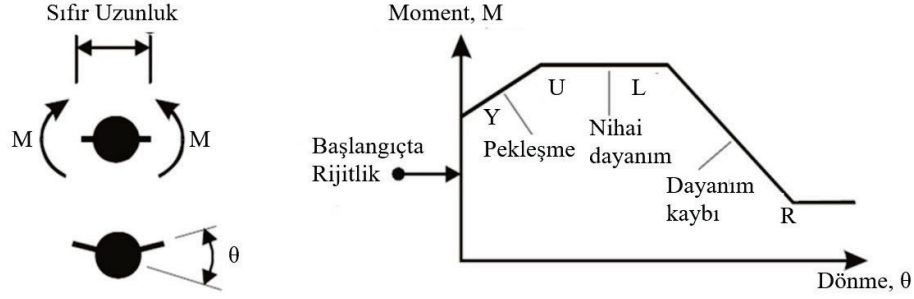 Sıfır Uzunluk
M
M
θ
Moment, M
Y
U
L
Pekleşme
Nihai
dayanım
Başlangıçta
Rijitlik
Dayanım
kaybı
R
Dönme, θ